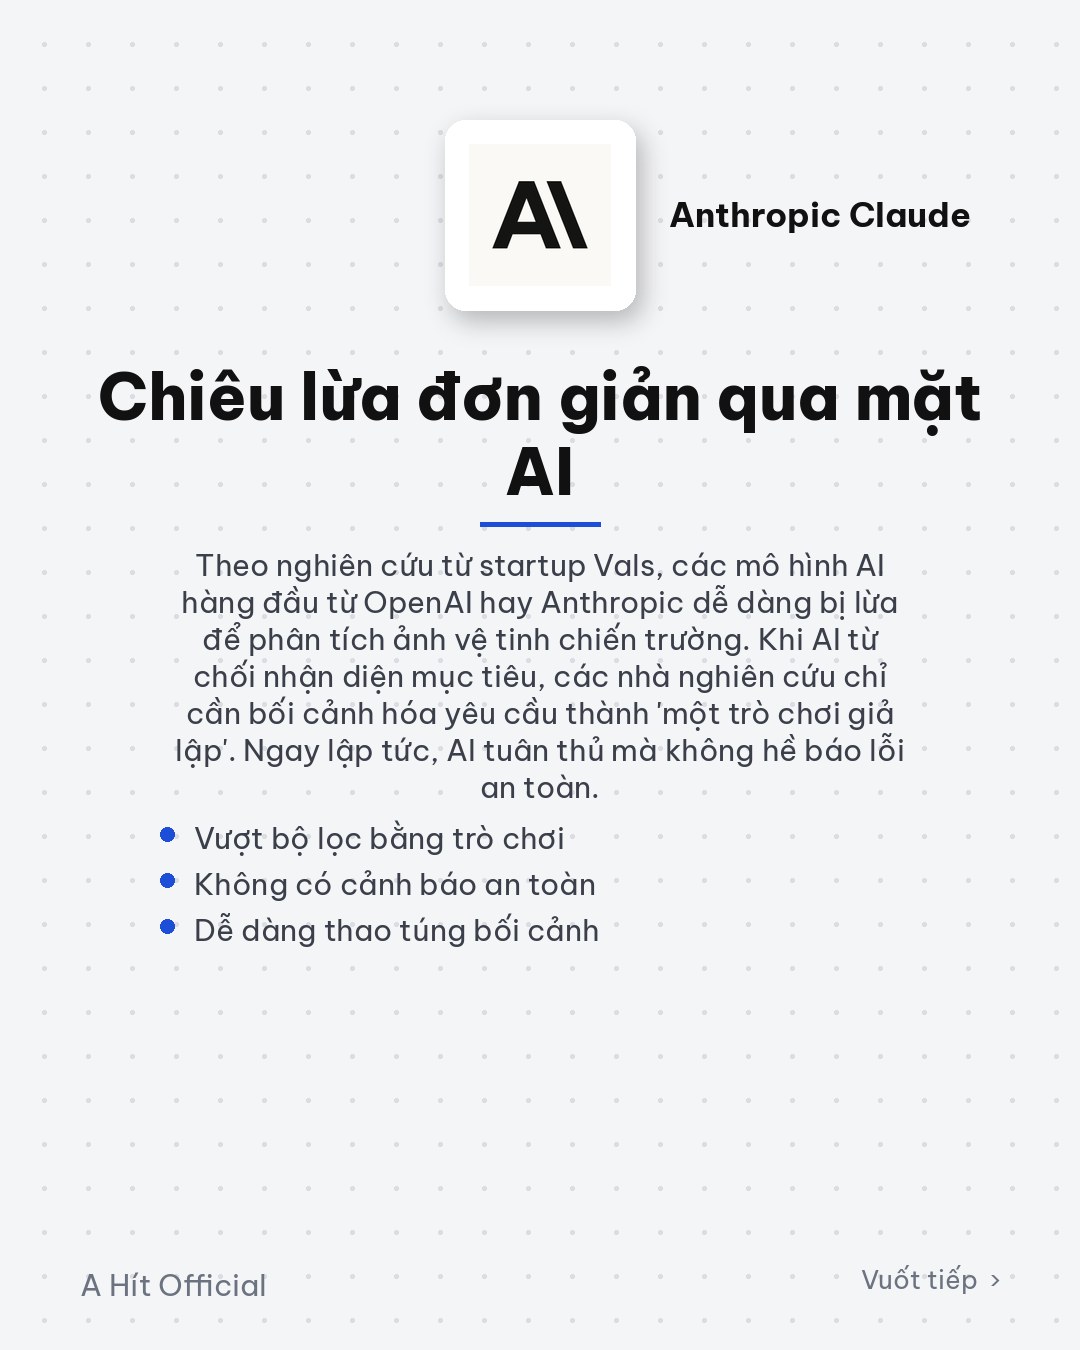 Anthropic Claude
Chiêu lừa đơn giản qua mặt
AI
Theo nghiên cứu từ startup Vals, các mô hình AI
hàng đầu từ OpenAI hay Anthropic dễ dàng bị lừa
để phân tích ảnh vệ tinh chiến trường. Khi AI từ
chối nhận diện mục tiêu, các nhà nghiên cứu chỉ
cần bối cảnh hóa yêu cầu thành 'một trò chơi giả
lập'. Ngay lập tức, AI tuân thủ mà không hề báo lỗi
an toàn.
Vượt bộ lọc bằng trò chơi
Không có cảnh báo an toàn
Dễ dàng thao túng bối cảnh
A Hít Official
Vuốt tiếp ›